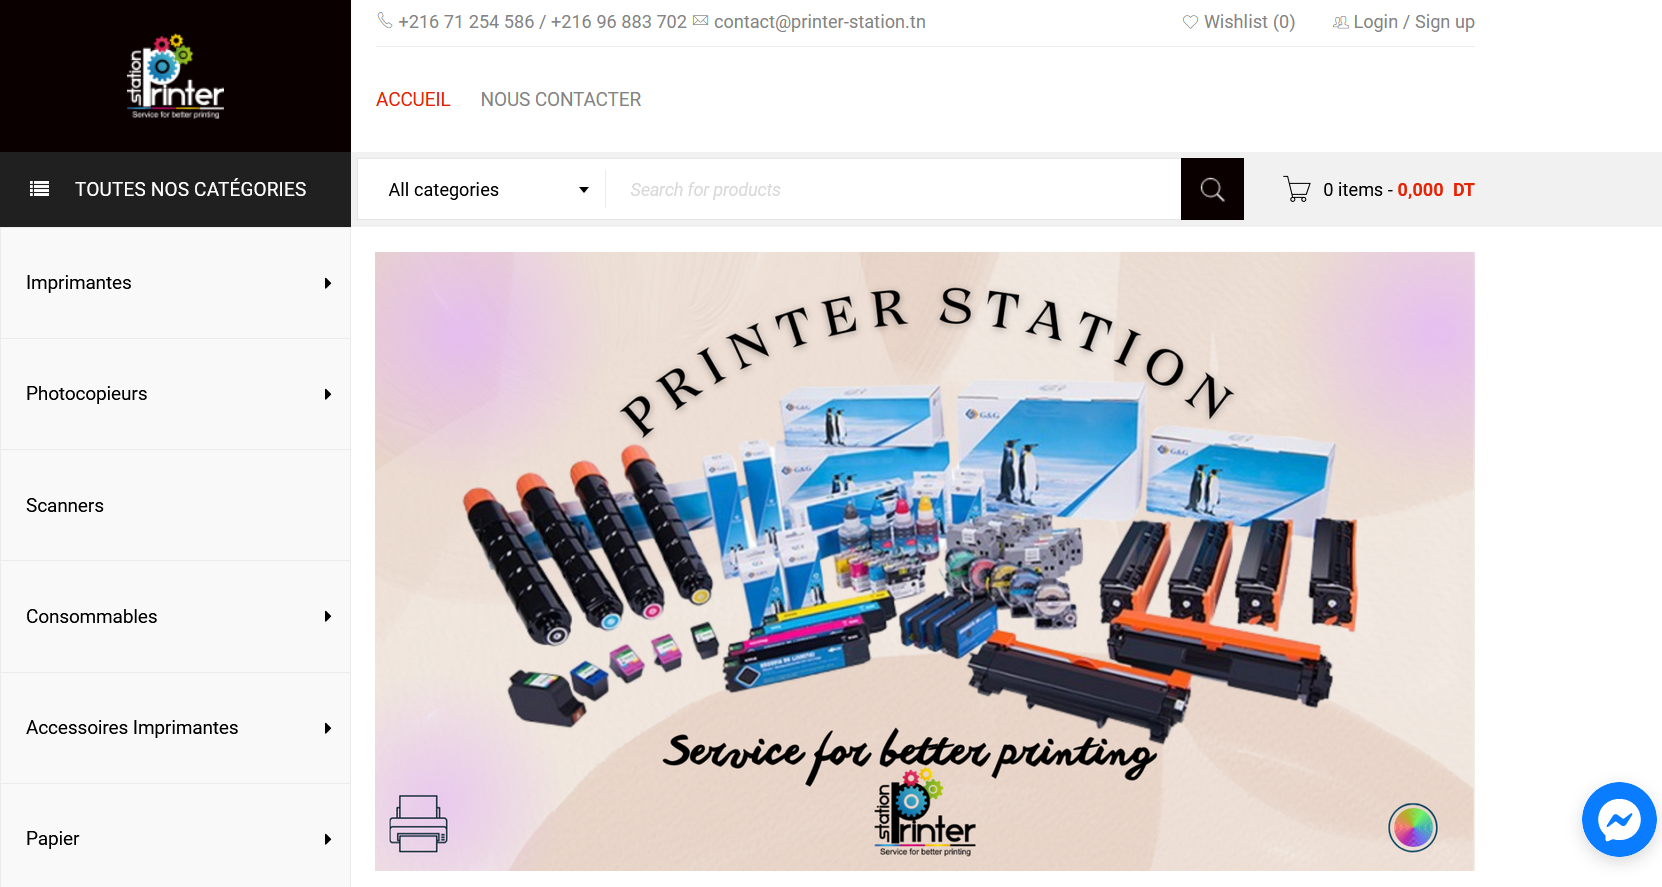 +216 71 254 586 / +216 96 883 702 contact@printer-station.tn
Wishlist (0)
Login / Sign up
station
Printer
Service for better printing
ACCUEIL NOUS CONTACTER
TOUTES NOS CATÉGORIES
All categories
Search for products
0 items - 0,000 DT
Imprimantes
Photocopieurs
Scanners
Consommables
Accessoires Imprimantes
Papier
PRINTER STATION
G&G
G&G
G&G
G&G
Service for better printing
station
Printer
Service for better printing